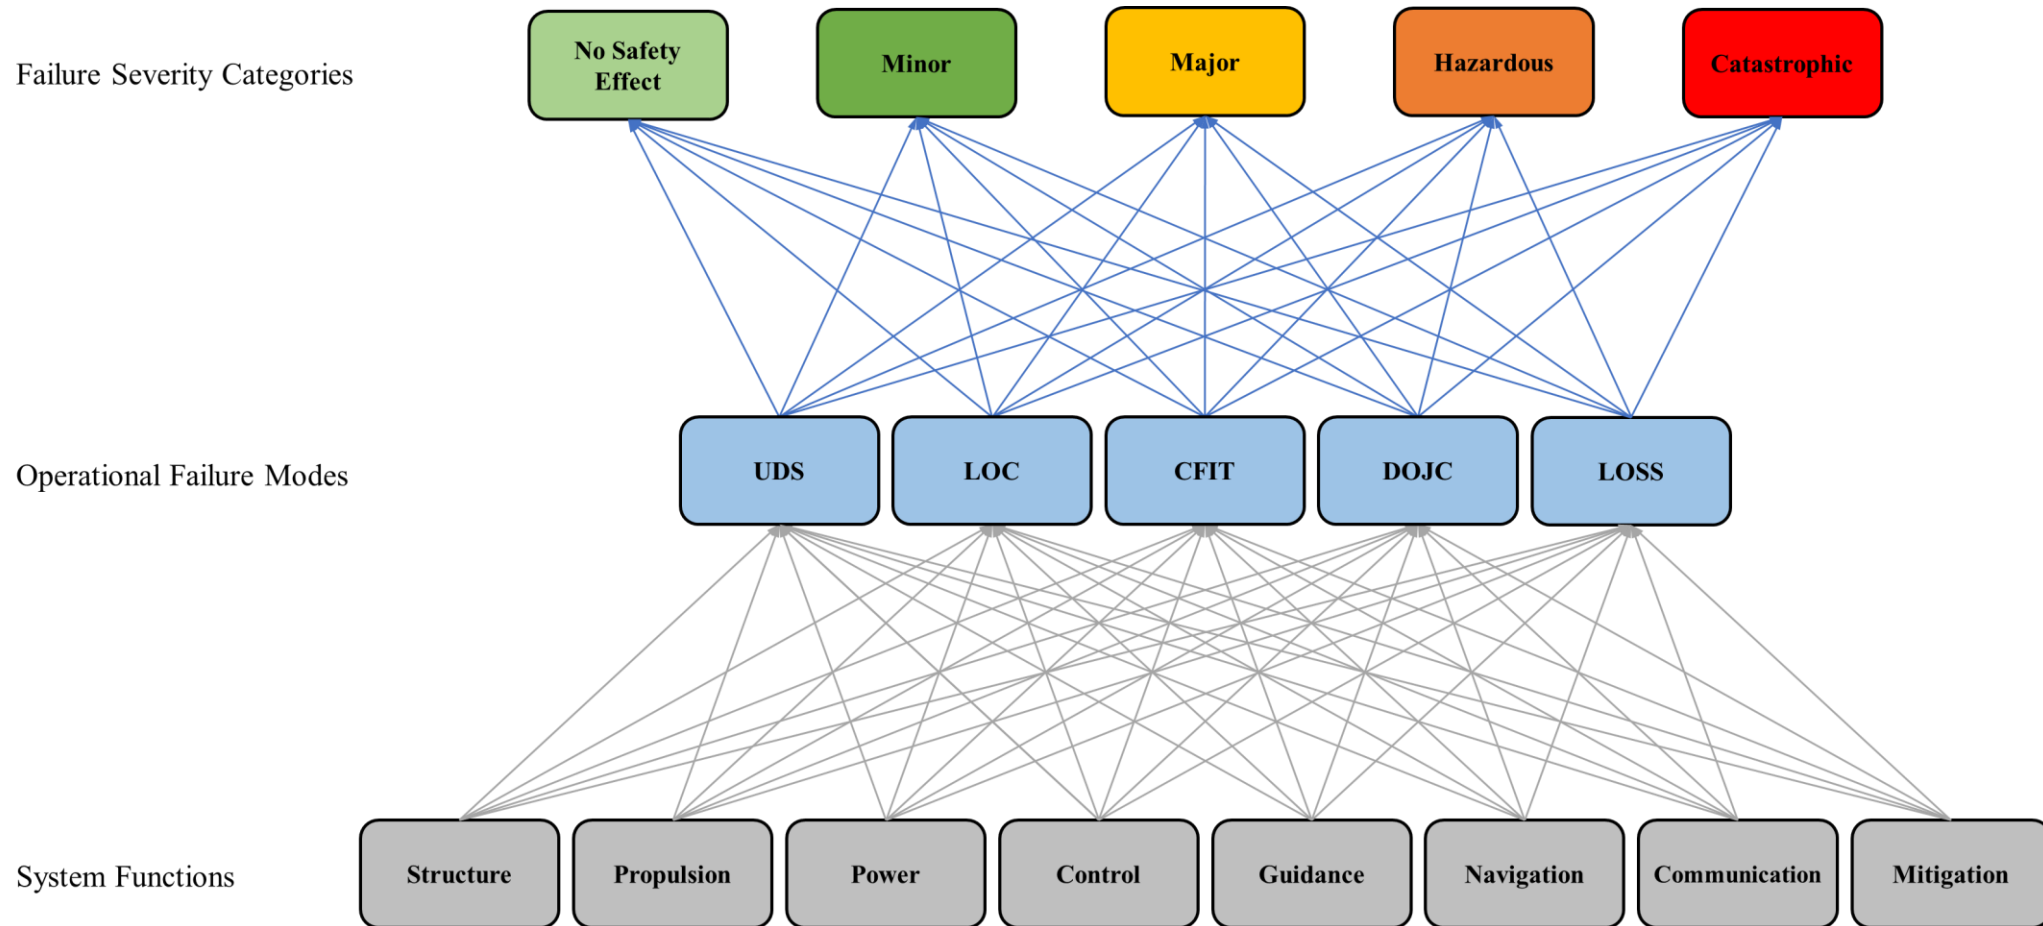 Failure Severity Categories
No Safety
Effect
Minor
Major
Hazardous
Catastrophic
Operational Failure Modes
UDS
LOC
CFIT
DOJC
LOSS
System Functions
Structure
Propulsion
Power
Control
Guidance
Navigation
Communication
Mitigation